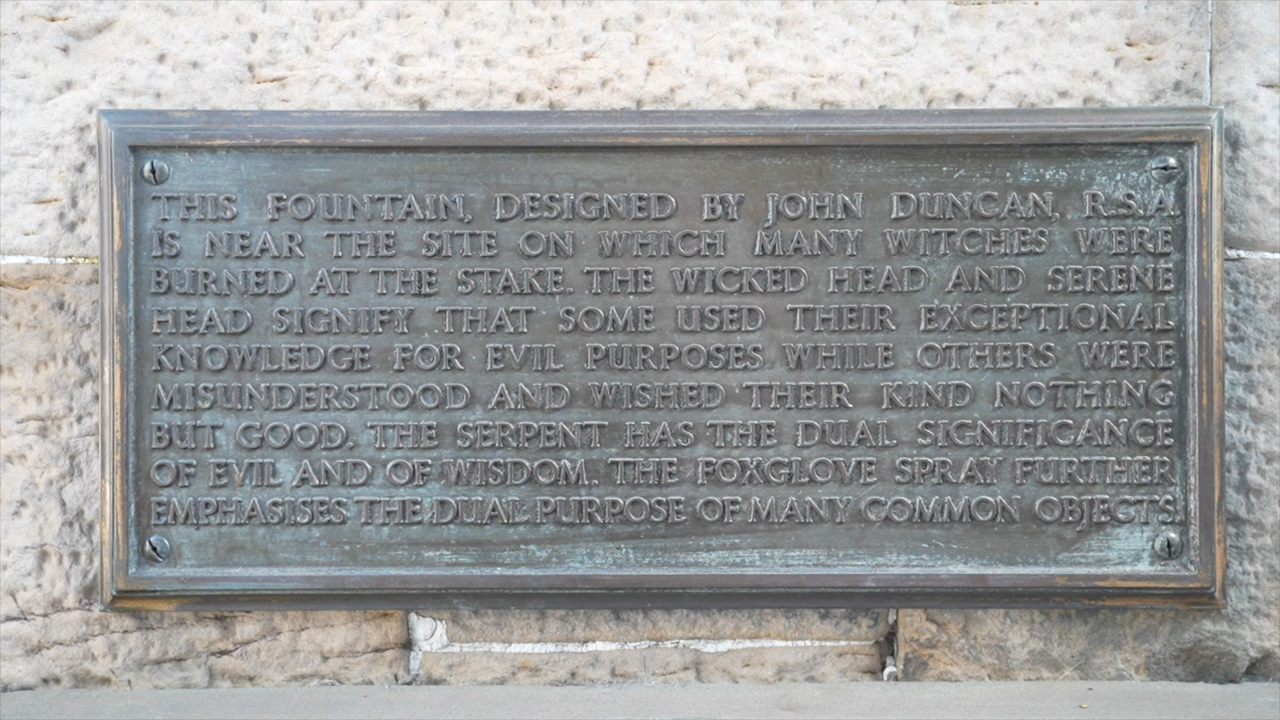 THIS FOUNTAIN, DESIGNED BY JOHN DUNCAN, R.S.A.
IS NEAR THE SITE ON WHICH MANY WITCHES WERE
BURNED AT THE STAKE. THE WICKED HEAD AND SERENE
HEAD SIGNIFY THAT SOME USED THEIR EXCEPTIONAL
KNOWLEDGE FOR EVIL PURPOSES WHILE OTHERS WERE
MISUNDERSTOOD AND WISHED THEIR KIND NOTHING
BUT GOOD. THE SERPENT HAS THE DUAL SIGNIFICANCE
OF EVIL AND OF WISDOM. THE FOXGLOVE SPRAY FURTHER
EMPHASISES THE DUAL PURPOSE OF MANY COMMON OBJECTS.